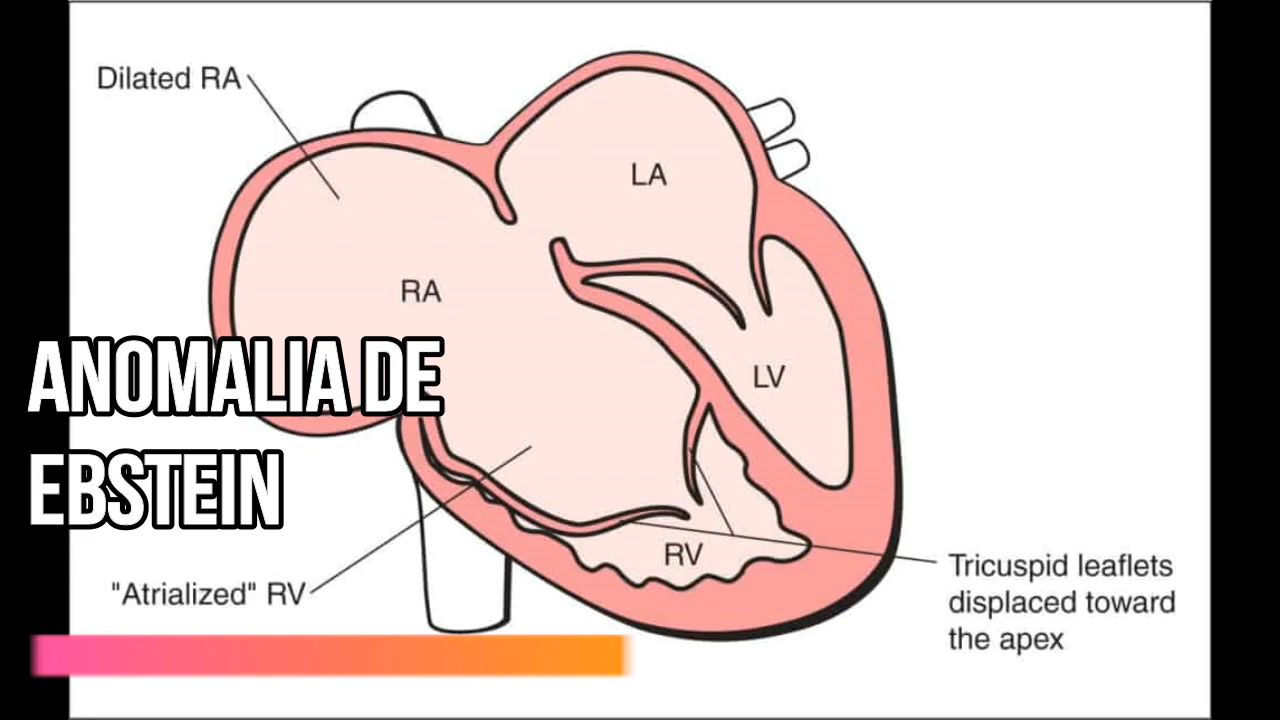 Dilated RA
LA
RA
ANOMALIA DE
EBSTEIN
LV
RV
"Atrialized" RV
Tricuspid leaflets
displaced toward
the apex